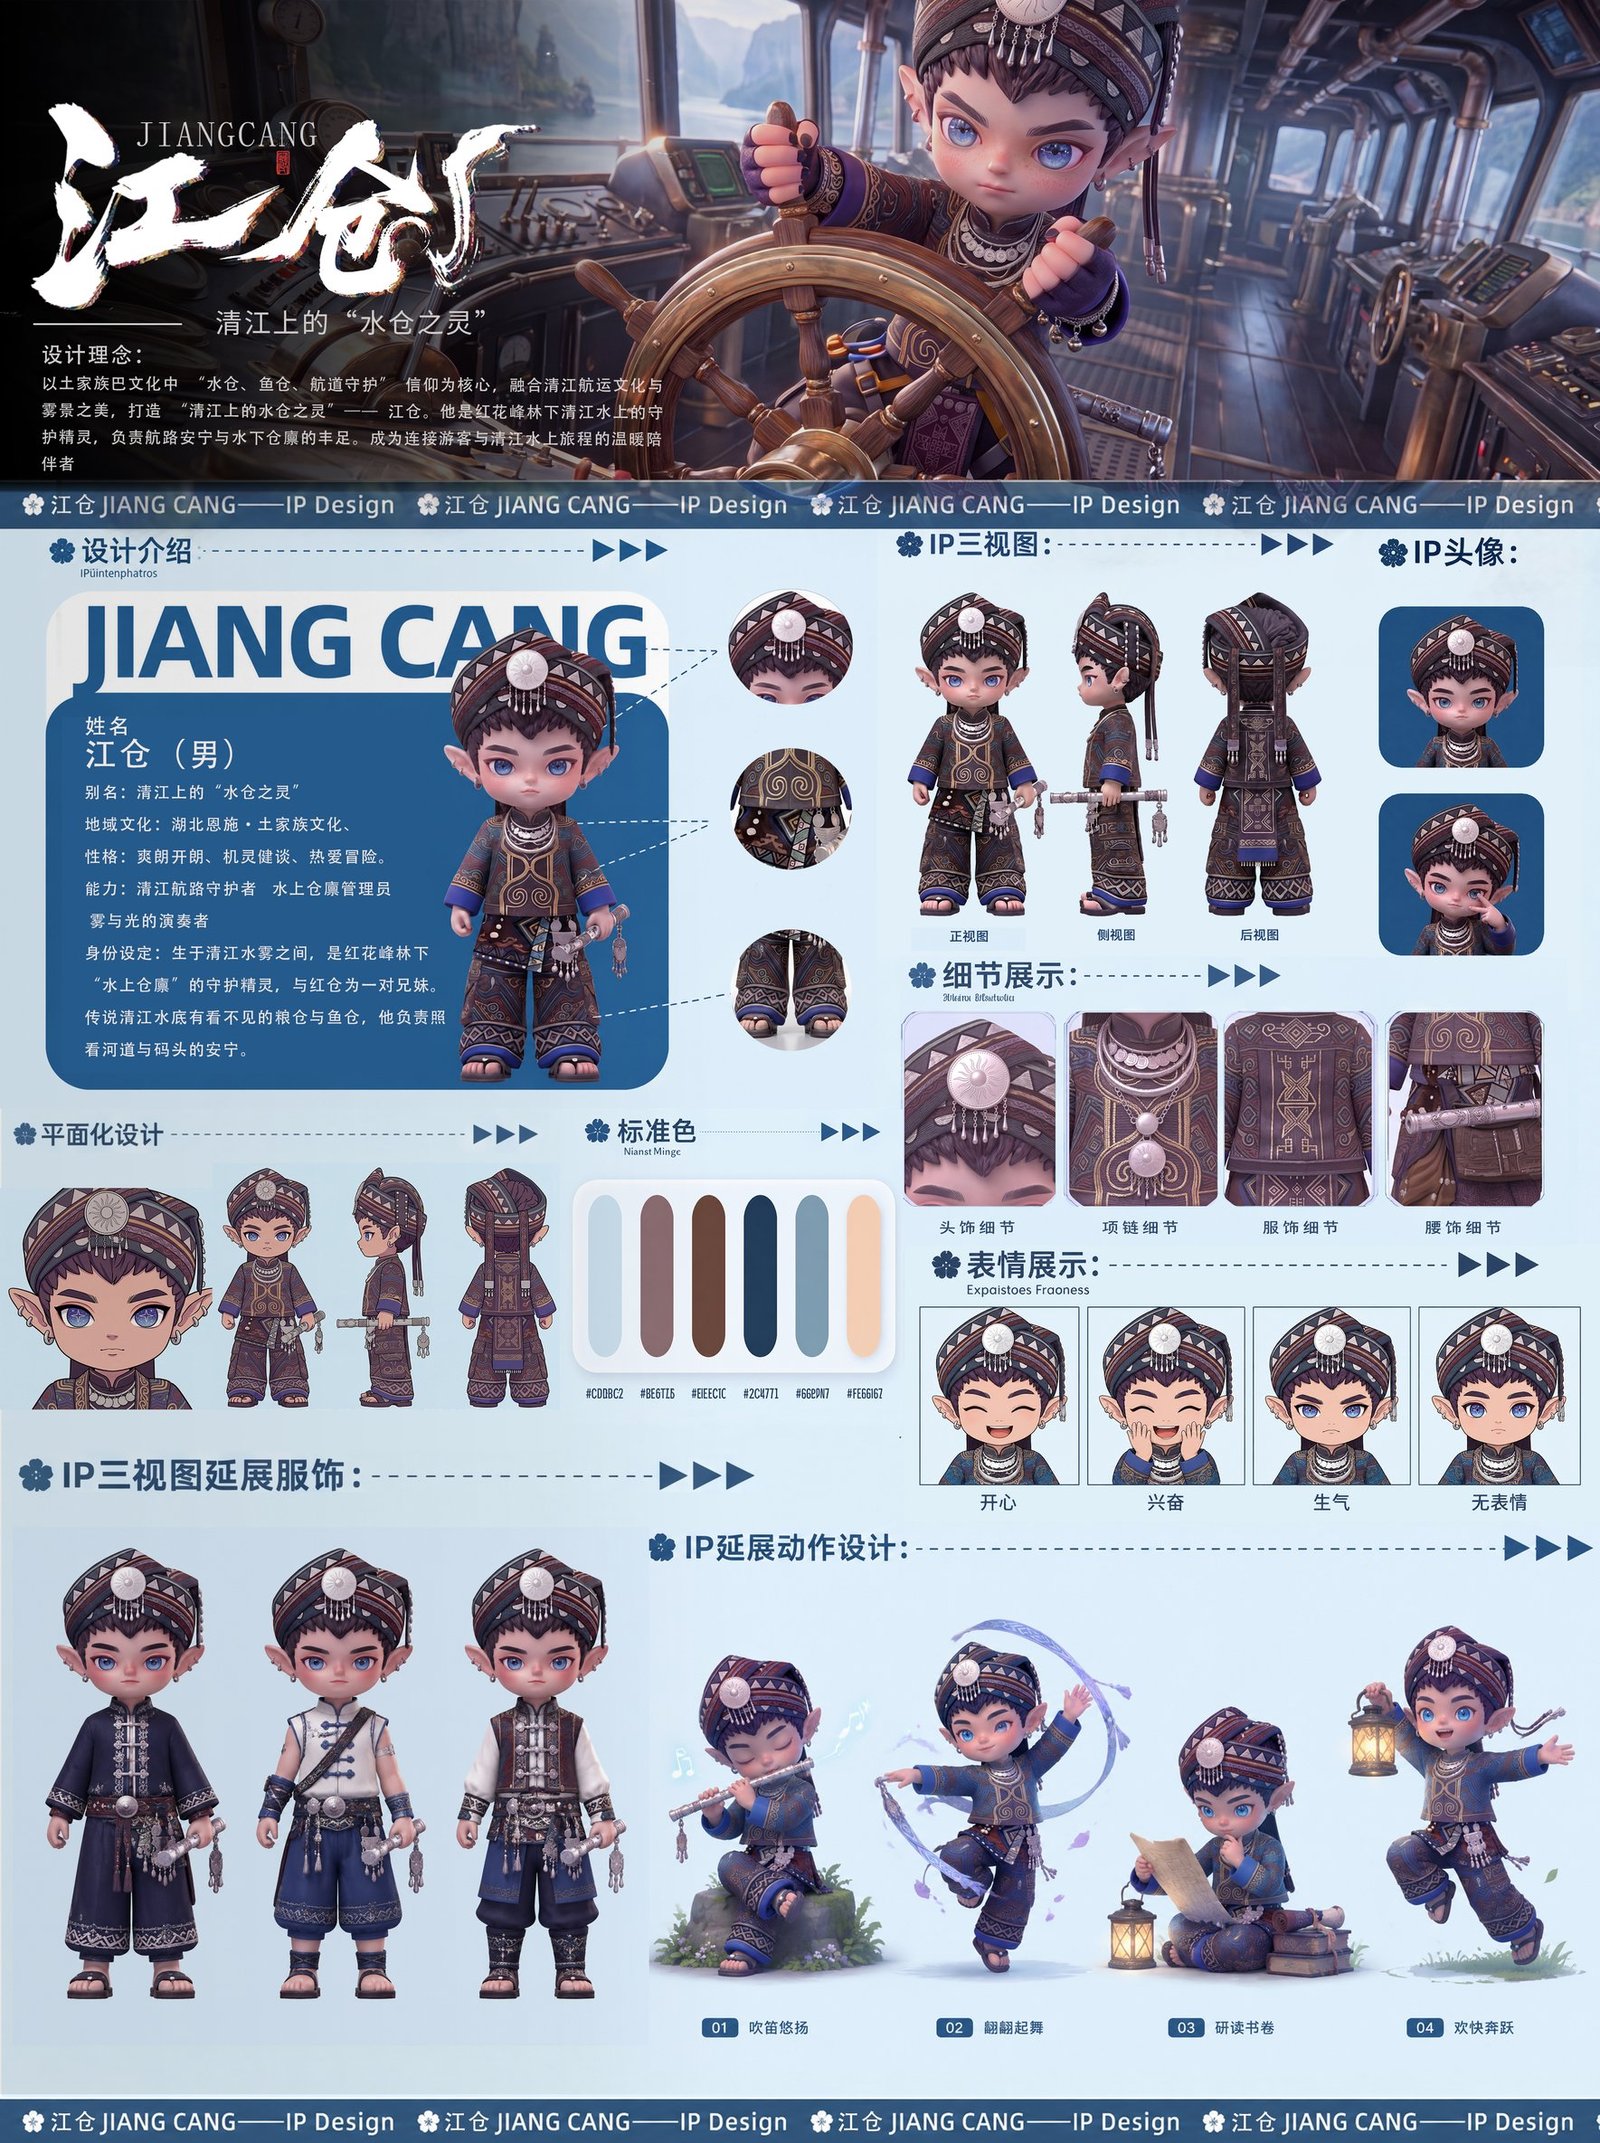 JIANGCANG
江创
清江上的“水仓之灵”
设计理念：
以土家族巴文化中 “水仓、鱼仓、航道守护” 信仰为核心，融合清江航运文化与
雾景之美，打造 “清江上的水仓之灵”—— 江仓。他是红花峰林下清江水上的守
护精灵，负责航路安宁与水下仓廪的丰足。成为连接游客与清江水上旅程的温暖陪
伴者
江仓 JIANG CANG——IP Design 江仓 JIANG CANG——IP Design 江仓 JIANG CANG——IP Design 江仓 JIANG CANG——IP Design
设计介绍
IPüintenphatros
JIANG CANG
姓名
江仓（男）
别名：清江上的“水仓之灵”
地域文化：湖北恩施·土家族文化、
性格：爽朗开朗、机灵健谈、热爱冒险。
能力：清江航路守护者 水上仓廪管理员
雾与光的演奏者
身份设定：生于清江水雾之间，是红花峰林下
“水上仓廪”的守护精灵，与红仓为一对兄妹。
传说清江水底有看不见的粮仓与鱼仓，他负责照
看河道与码头的安宁。
IP三视图：
正视图
侧视图
后视图
IP头像：
细节展示：
头饰细节
项链细节
服饰细节
腰饰细节
平面化设计
标准色
Nianst Minge
#2C4771
#FE6616?
表情展示：
Expaistoes Fraoness
开心
兴奋
生气
无表情
IP三视图延展服饰：
IP延展动作设计：
01 吹笛悠扬
02 翩翩起舞
03 研读书卷
04 欢快奔跃
江仓 JIANG CANG——IP Design 江仓 JIANG CANG——IP Design 江仓 JIANG CANG——IP Design 江仓 JIANG CANG——IP Design